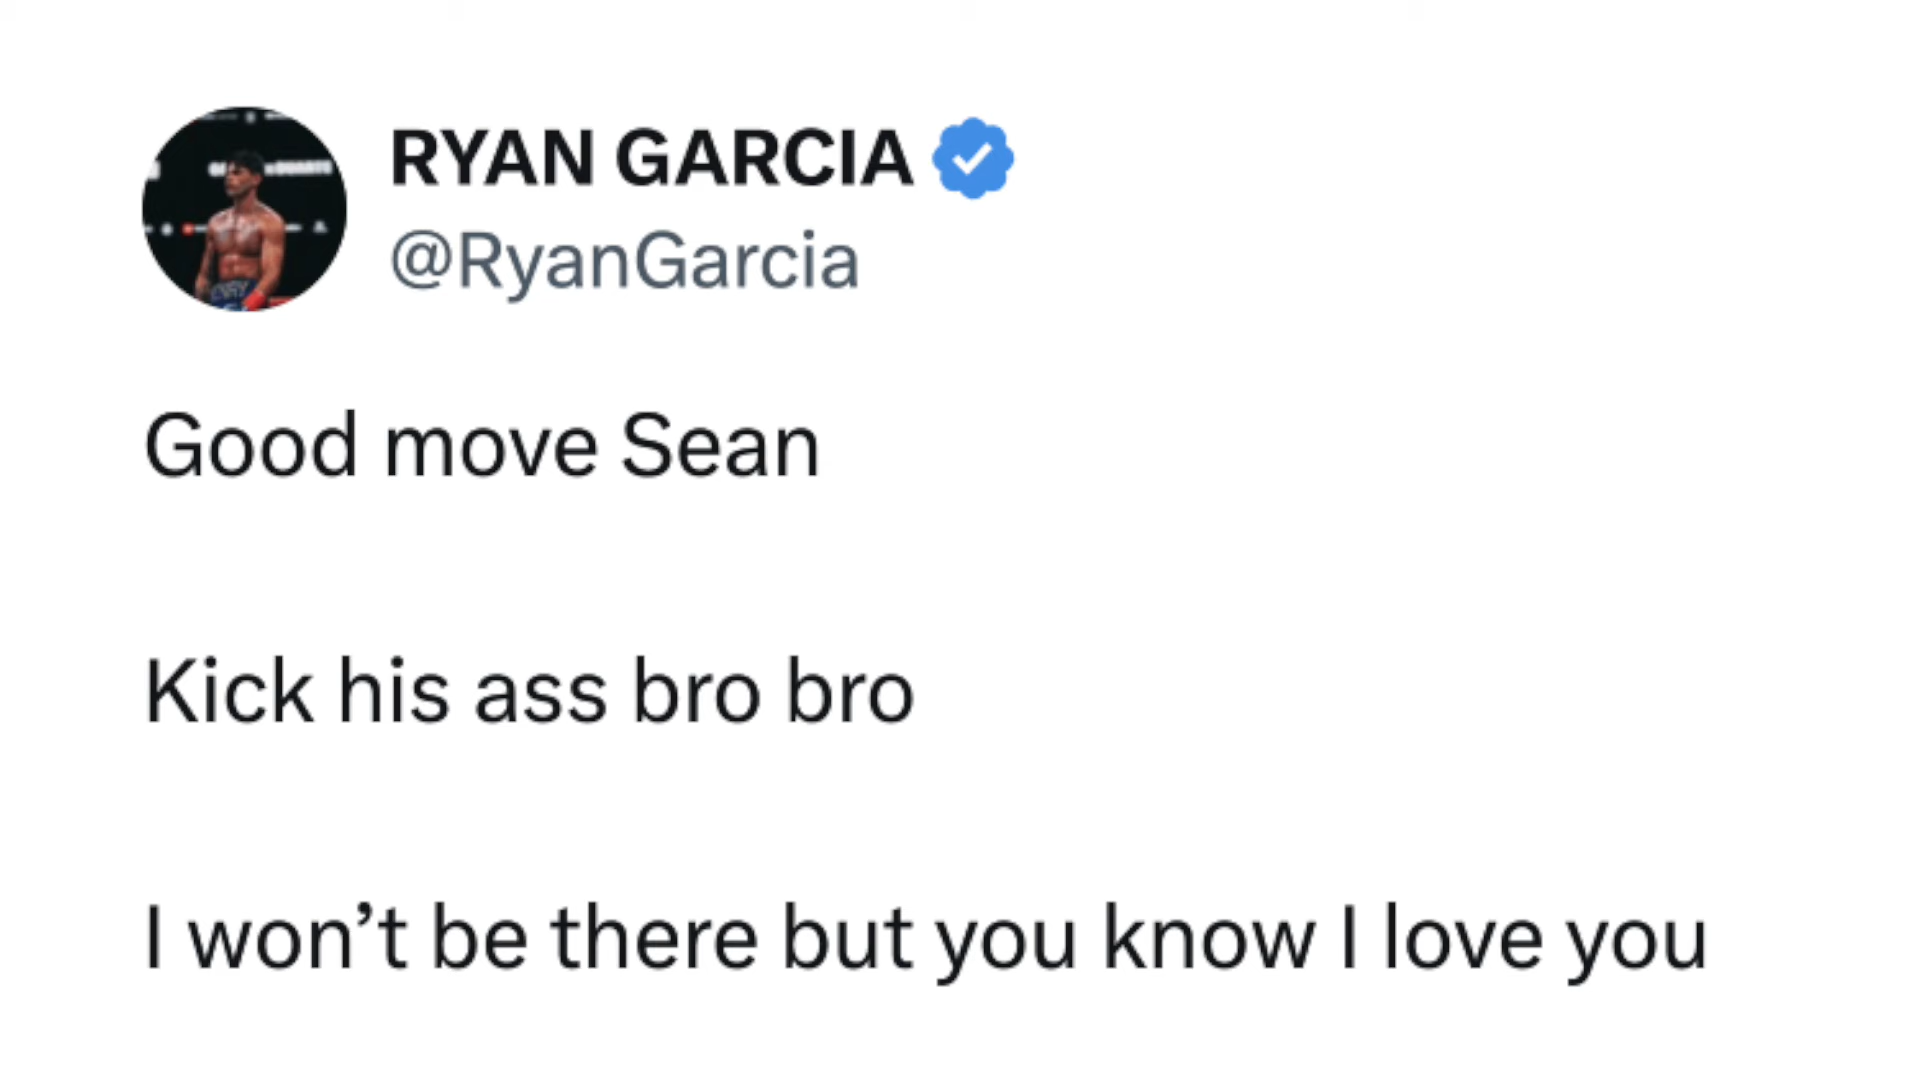 RYAN GARCIA
@RyanGarcia
Good move Sean
Kick his ass bro bro
I won’t be there but you know I love you